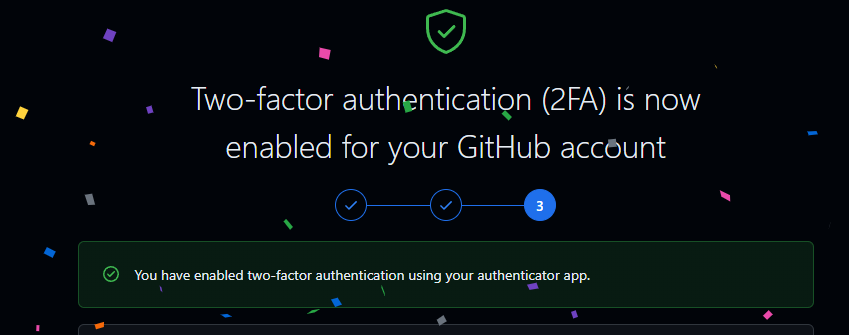 Two-factor authentication (2FA) is now
enabled for your GitHub account
3
You have enabled two-factor authentication using your authenticator app.